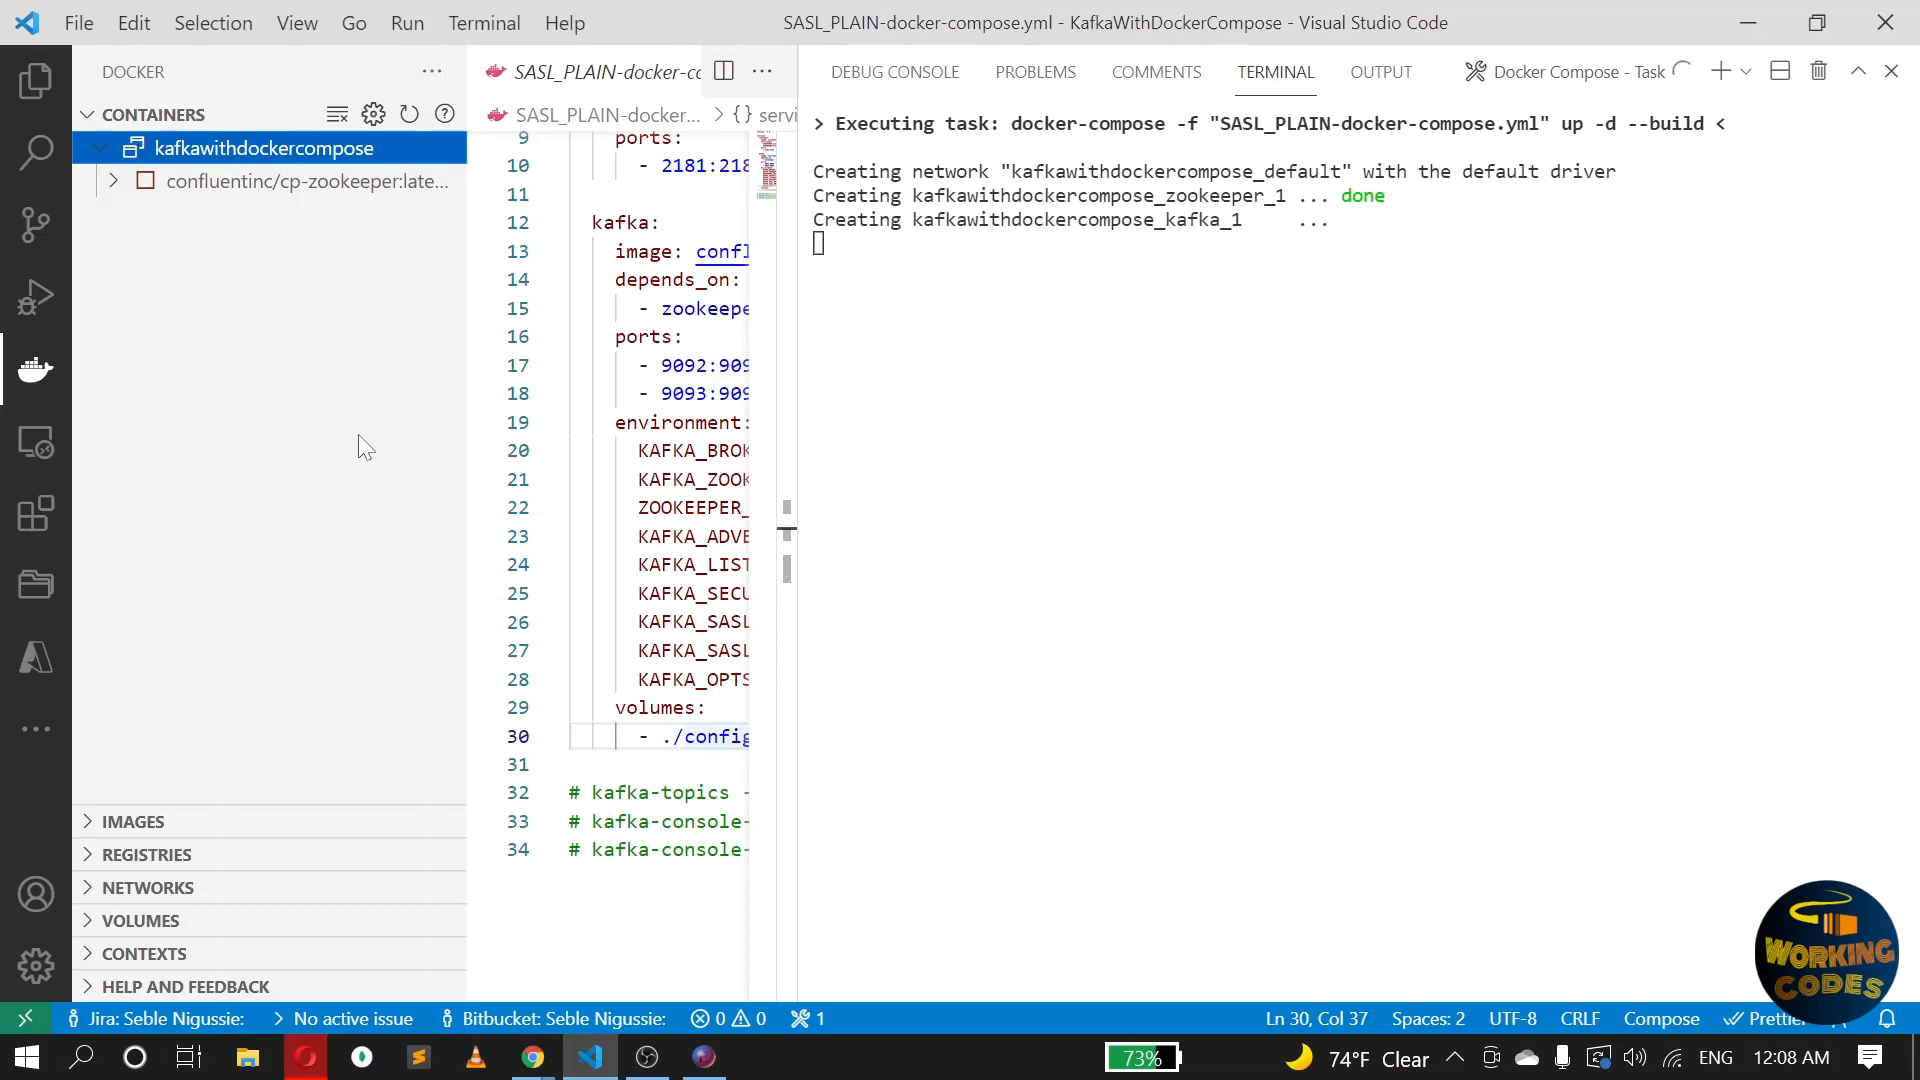 File Edit Selection View Go Run Terminal Help
SASL_PLAIN-docker-compose.yml - KafkaWithDockerCompose - Visual Studio Code
DOCKER
CONTAINERS
kafkawithdockercompose
confluentinc/cp-zookeeper:late...
IMAGES
REGISTRIES
NETWORKS
VOLUMES
CONTEXTS
HELP AND FEEDBACK
SASL_PLAIN-docker-cc
SASL_PLAIN-docker... > {} servi
9 ports:
10 - 2181:218
11
12 kafka:
13 image: confl
14 depends_on:
15 - zookeepe
16 ports:
17 - 9092:909
18 - 9093:909
19 environment:
20 KAFKA_BROK
21 KAFKA_ZOOK
22 ZOOKEEPER_
23 KAFKA_ADVE
24 KAFKA_LIST
25 KAFKA_SECU
26 KAFKA_SASL
27 KAFKA_SASL
28 KAFKA_OPTS
29 volumes:
30 - ./config
31
32 # kafka-topics -
33 # kafka-console-
34 # kafka-console-
DEBUG CONSOLE PROBLEMS COMMENTS TERMINAL OUTPUT Docker Compose - Task
> Executing task: docker-compose -f "SASL_PLAIN-docker-compose.yml" up -d --build <
Creating network "kafkawithdockercompose_default" with the default driver
Creating kafkawithdockercompose_zookeeper_1 ... done
Creating kafkawithdockercompose_kafka_1 ...
WORKING
CODES
Jira: Seble Nigussie: No active issue Bitbucket: Seble Nigussie: 0 0 1 Ln 30, Col 37 Spaces: 2 UTF-8 CRLF Compose Prettier
73% 74°F Clear ENG 12:08 AM